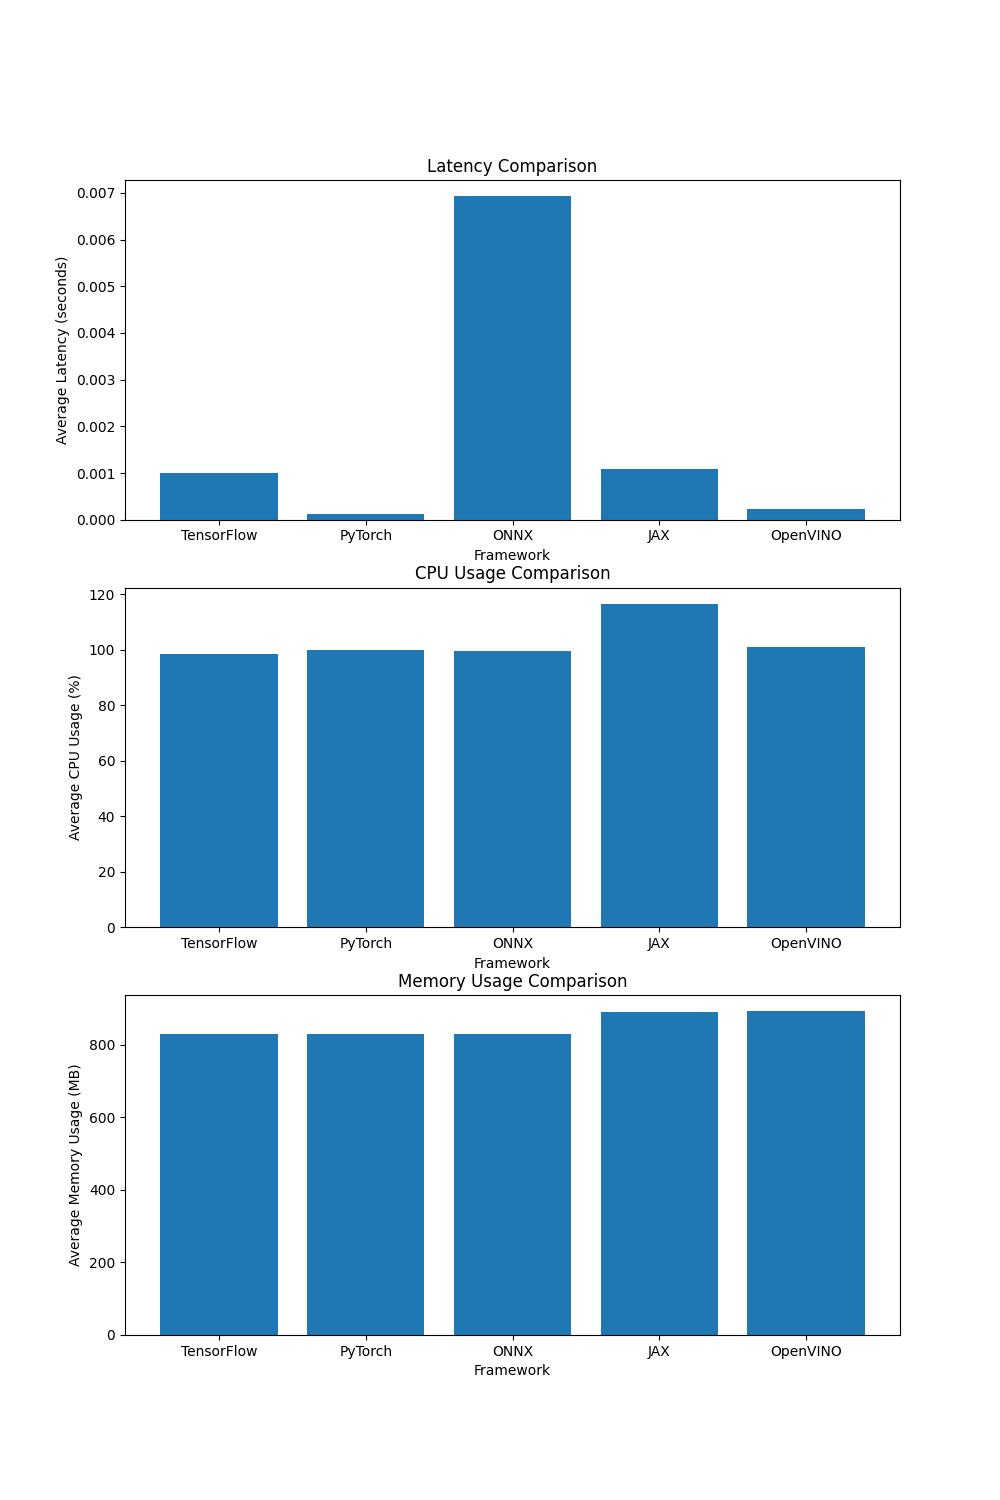 Latency Comparison
Average Latency (seconds)
0.007
0.006
0.005
0.004
0.003
0.002
0.001
0.000
TensorFlow PyTorch ONNX JAX OpenVINO
Framework
CPU Usage Comparison
Average CPU Usage (%)
120
100
80
60
40
20
0
TensorFlow PyTorch ONNX JAX OpenVINO
Framework
Memory Usage Comparison
Average Memory Usage (MB)
800
600
400
200
0
TensorFlow PyTorch ONNX JAX OpenVINO
Framework